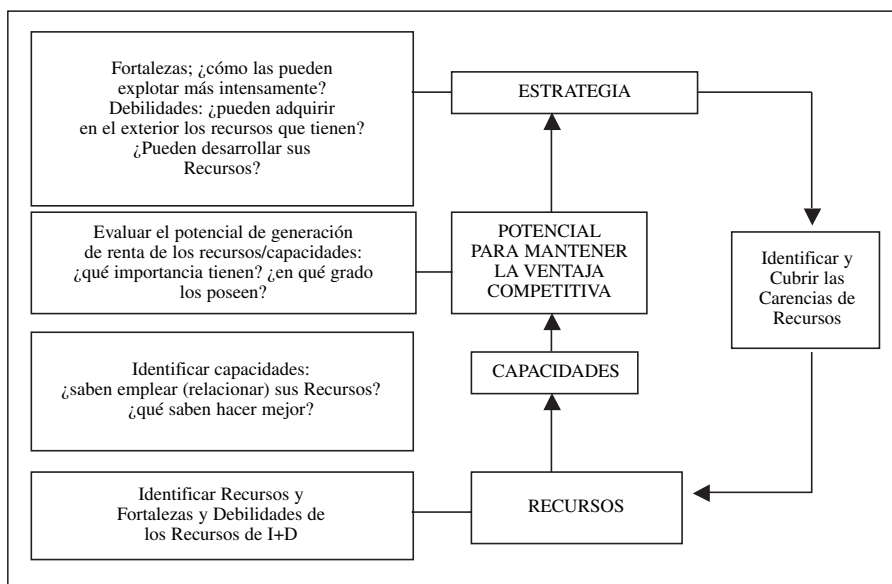 Fortalezas; ¿cómo las pueden
explotar más intensamente?
Debilidades: ¿pueden adquirir
en el exterior los recursos que tienen?
¿Pueden desarrollar sus
Recursos?
ESTRATEGIA
Evaluar el potencial de generación
de renta de los recursos/capacidades:
¿qué importancia tienen? ¿en qué grado
los poseen?
POTENCIAL
PARA MANTENER
LA VENTAJA
COMPETITIVA
Identificar y
Cubrir las
Carencias de
Recursos
Identificar capacidades:
¿saben emplear (relacionar) sus Recursos?
¿qué saben hacer mejor?
CAPACIDADES
Identificar Recursos y
Fortalezas y Debilidades de
los Recursos de I+D
RECURSOS